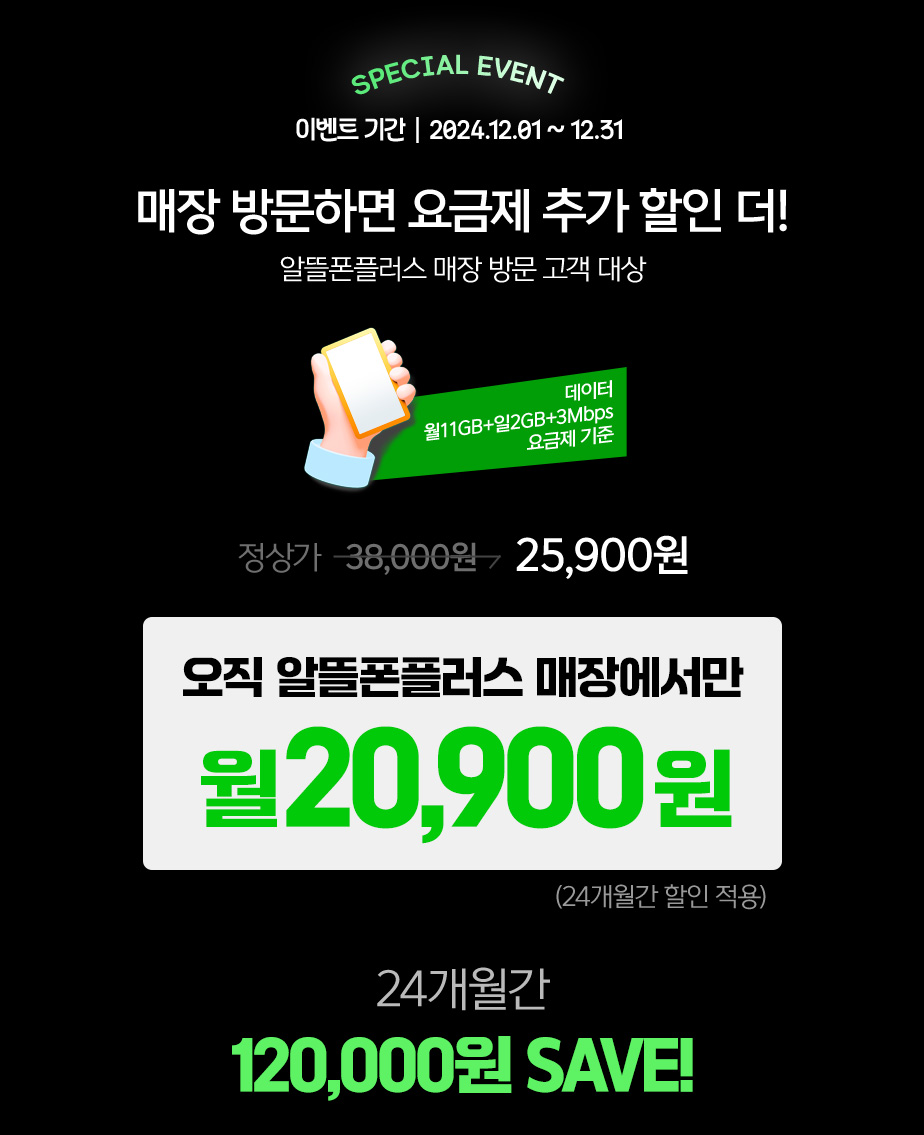 SPECIAL EVENT
이벤트 기간 | 2024.12.01 ~ 12.31
매장 방문하면 요금제 추가 할인 더!
알뜰폰플러스 매장 방문 고객 대상
데이터
월11GB+일2GB+3Mbps
요금제 기준
정상가 38,000원 25,900원
오직 알뜰폰플러스 매장에서만
월20,900원
(24개월간 할인 적용)
24개월간
120,000원 SAVE!